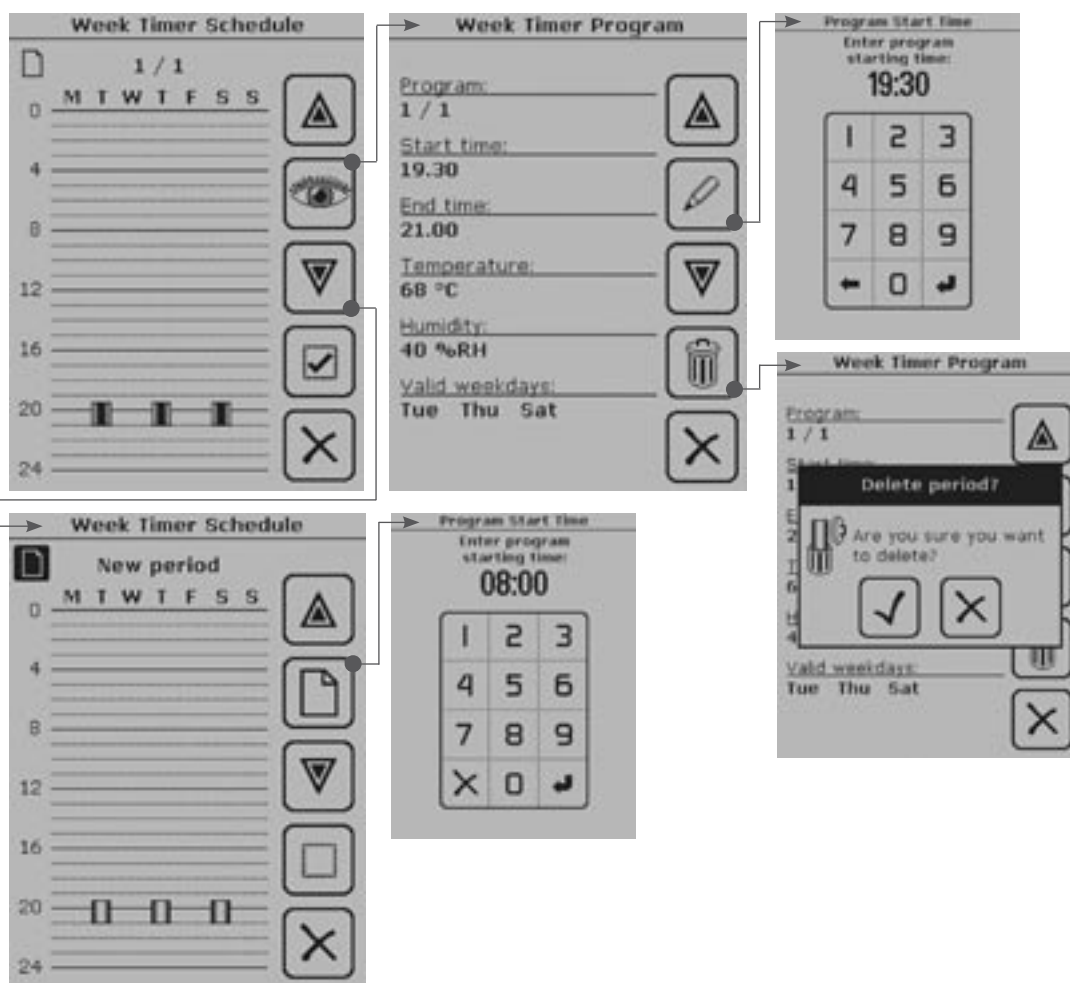 Week Timer Schedule
1 / 1
M T W T F S S
0
4
8
12
16
20
24
Week Timer Program
Program:
1 / 1
Start time:
19.30
End time:
21.00
Temperature:
68 °C
Humidity:
40 %RH
Valid weekdays:
Tue Thu Sat
Program Start Time
Enter program
starting time:
19:30
1 2 3
4 5 6
7 8 9
0
Week Timer Program
Program:
1 / 1
Delete period?
Are you sure you want
to delete?
Valid weekdays:
Tue Thu Sat
Week Timer Schedule
New period
M T W T F S S
0
4
8
12
16
20
24
Program Start Time
Enter program
starting time:
08:00
1 2 3
4 5 6
7 8 9
0